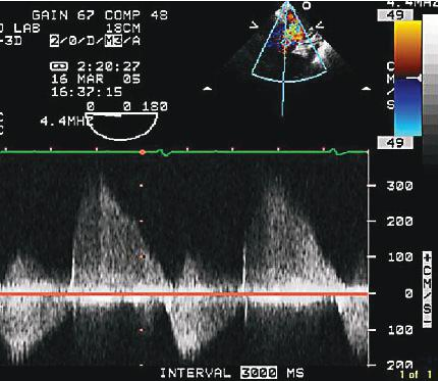 GAIN 67 COMP 48
LAB 18CM
-3D 2/0/D/M3/A
2:20:27
16 MAR 05
16:37:15
0 0 180
4.4MHZ
4.4MHZ
49
C
M
/
S
49
300
200
100
0
100
200
+
C
M
/
S
-
INTERVAL 3000 MS
1 of 1